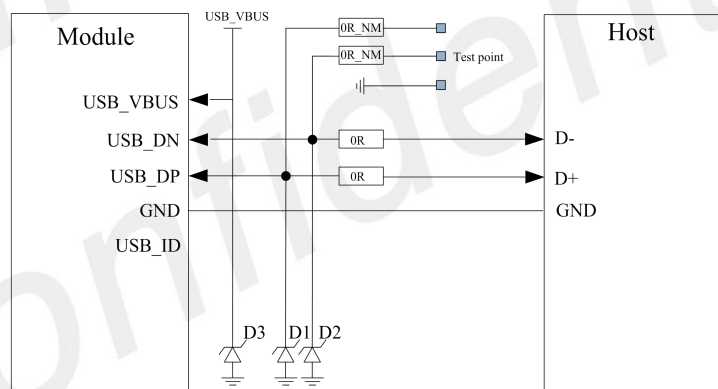 USB_VBUS
Module
Host
0R_NM
0R_NM
Test point
USB_VBUS
USB_DN
0R
D-
USB_DP
0R
D+
GND
GND
USB_ID
D3
D1
D2